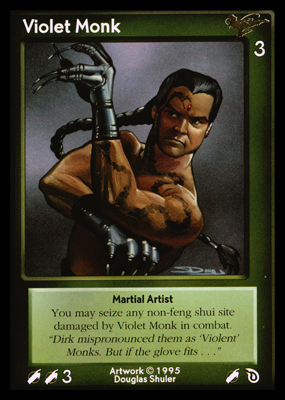 Violet Monk
3
Martial Artist
You may seize any non-feng shui site
damaged by Violet Monk in combat.
"Dirk mispronounced them as 'Violent'
Monks. But if the glove fits . . ."
3
Artwork © 1995
Douglas Shuler